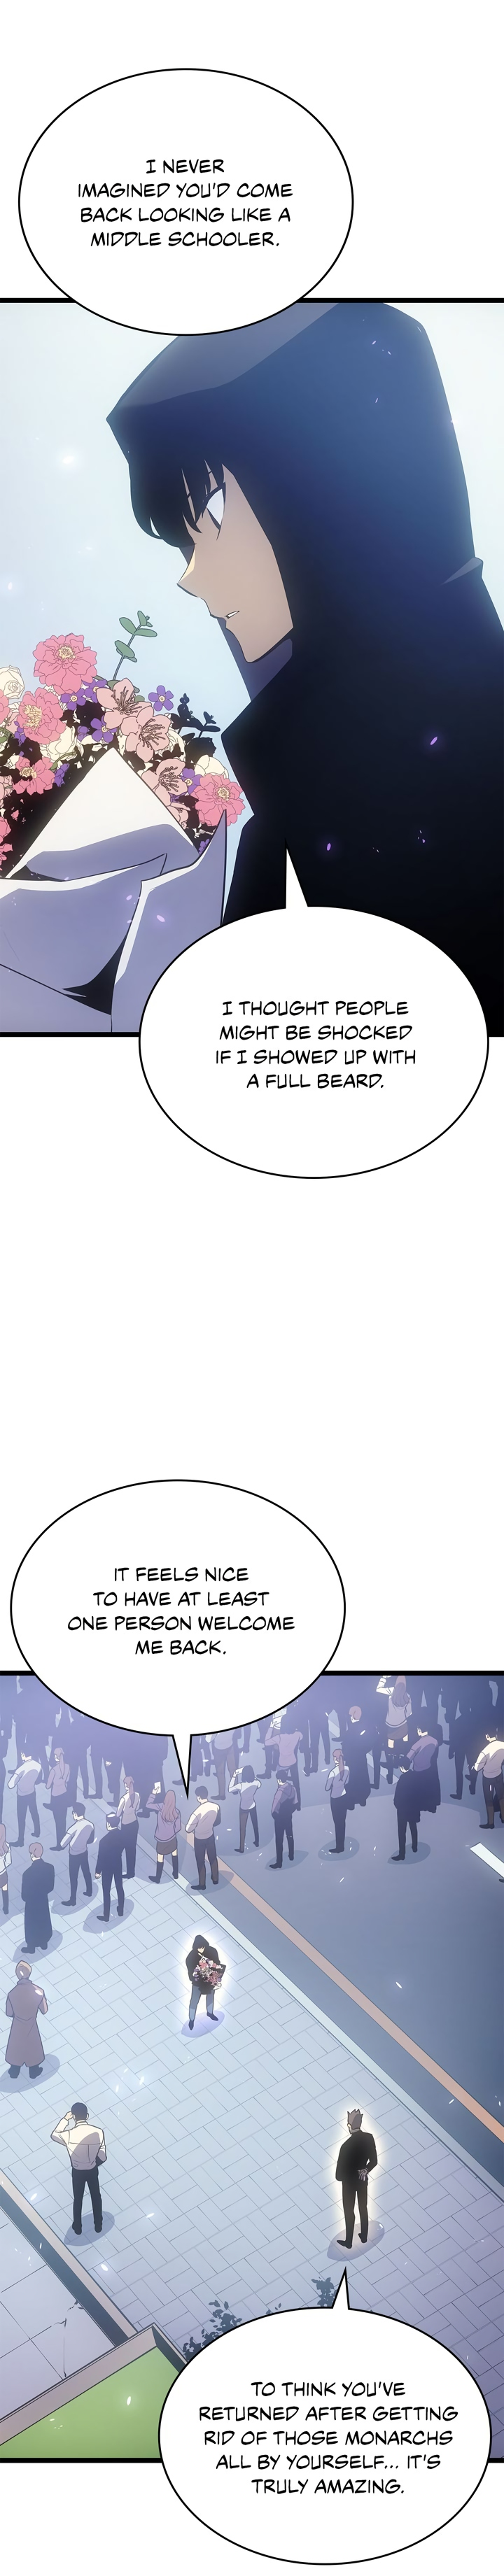 I NEVER
IMAGINED YOU'D COME
BACK LOOKING LIKE A
MIDDLE SCHOOLER.
I THOUGHT PEOPLE
MIGHT BE SHOCKED
IF I SHOWED UP WITH
A FULL BEARD.
IT FEELS NICE
TO HAVE AT LEAST
ONE PERSON WELCOME
ME BACK.
TO THINK YOU'VE
RETURNED AFTER GETTING
RID OF THOSE MONARCHS
ALL BY YOURSELF... IT'S
TRULY AMAZING.